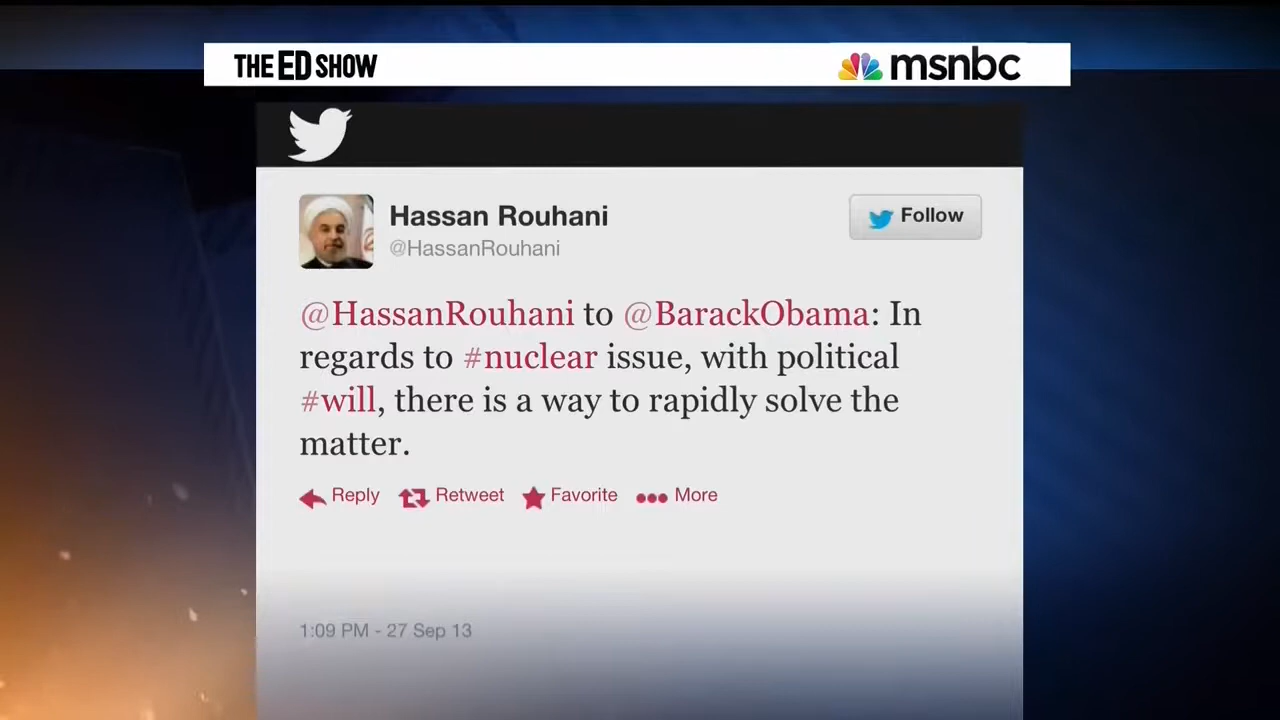 THE ED SHOW
msnbc
Hassan Rouhani
@HassanRouhani
Follow
@HassanRouhani to @BarackObama: In
regards to #nuclear issue, with political
#will, there is a way to rapidly solve the
matter.
Reply Retweet Favorite More
1:09 PM - 27 Sep 13